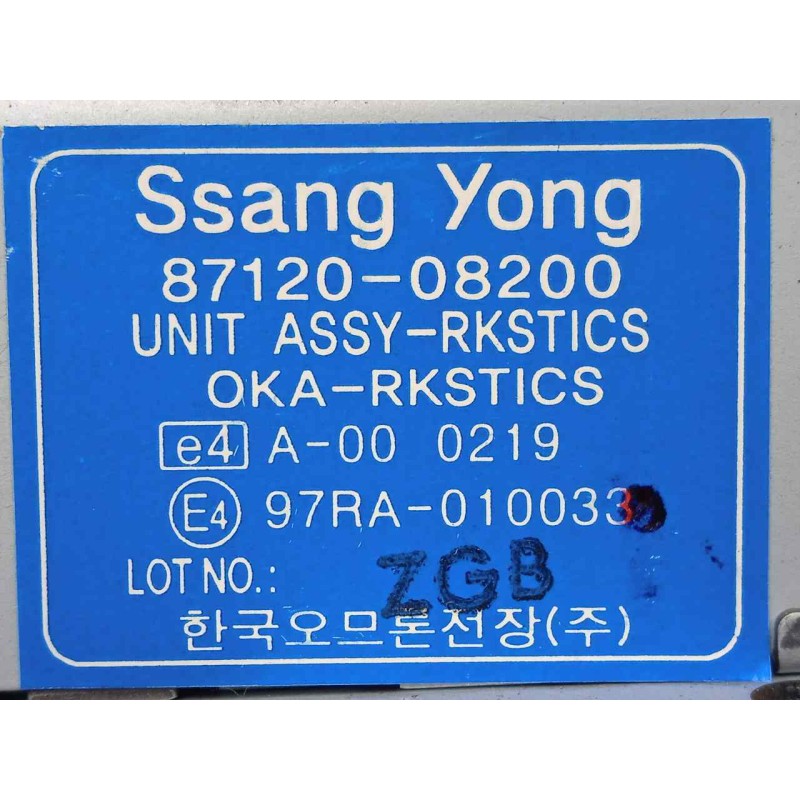 Ssang Yong
87120-08200
UNIT ASSY-RKSTICS
OKA-RKSTICS
e4 A-00 0219
E4 97RA-010033
LOT NO.: ZGB
한국오므론전장(주)